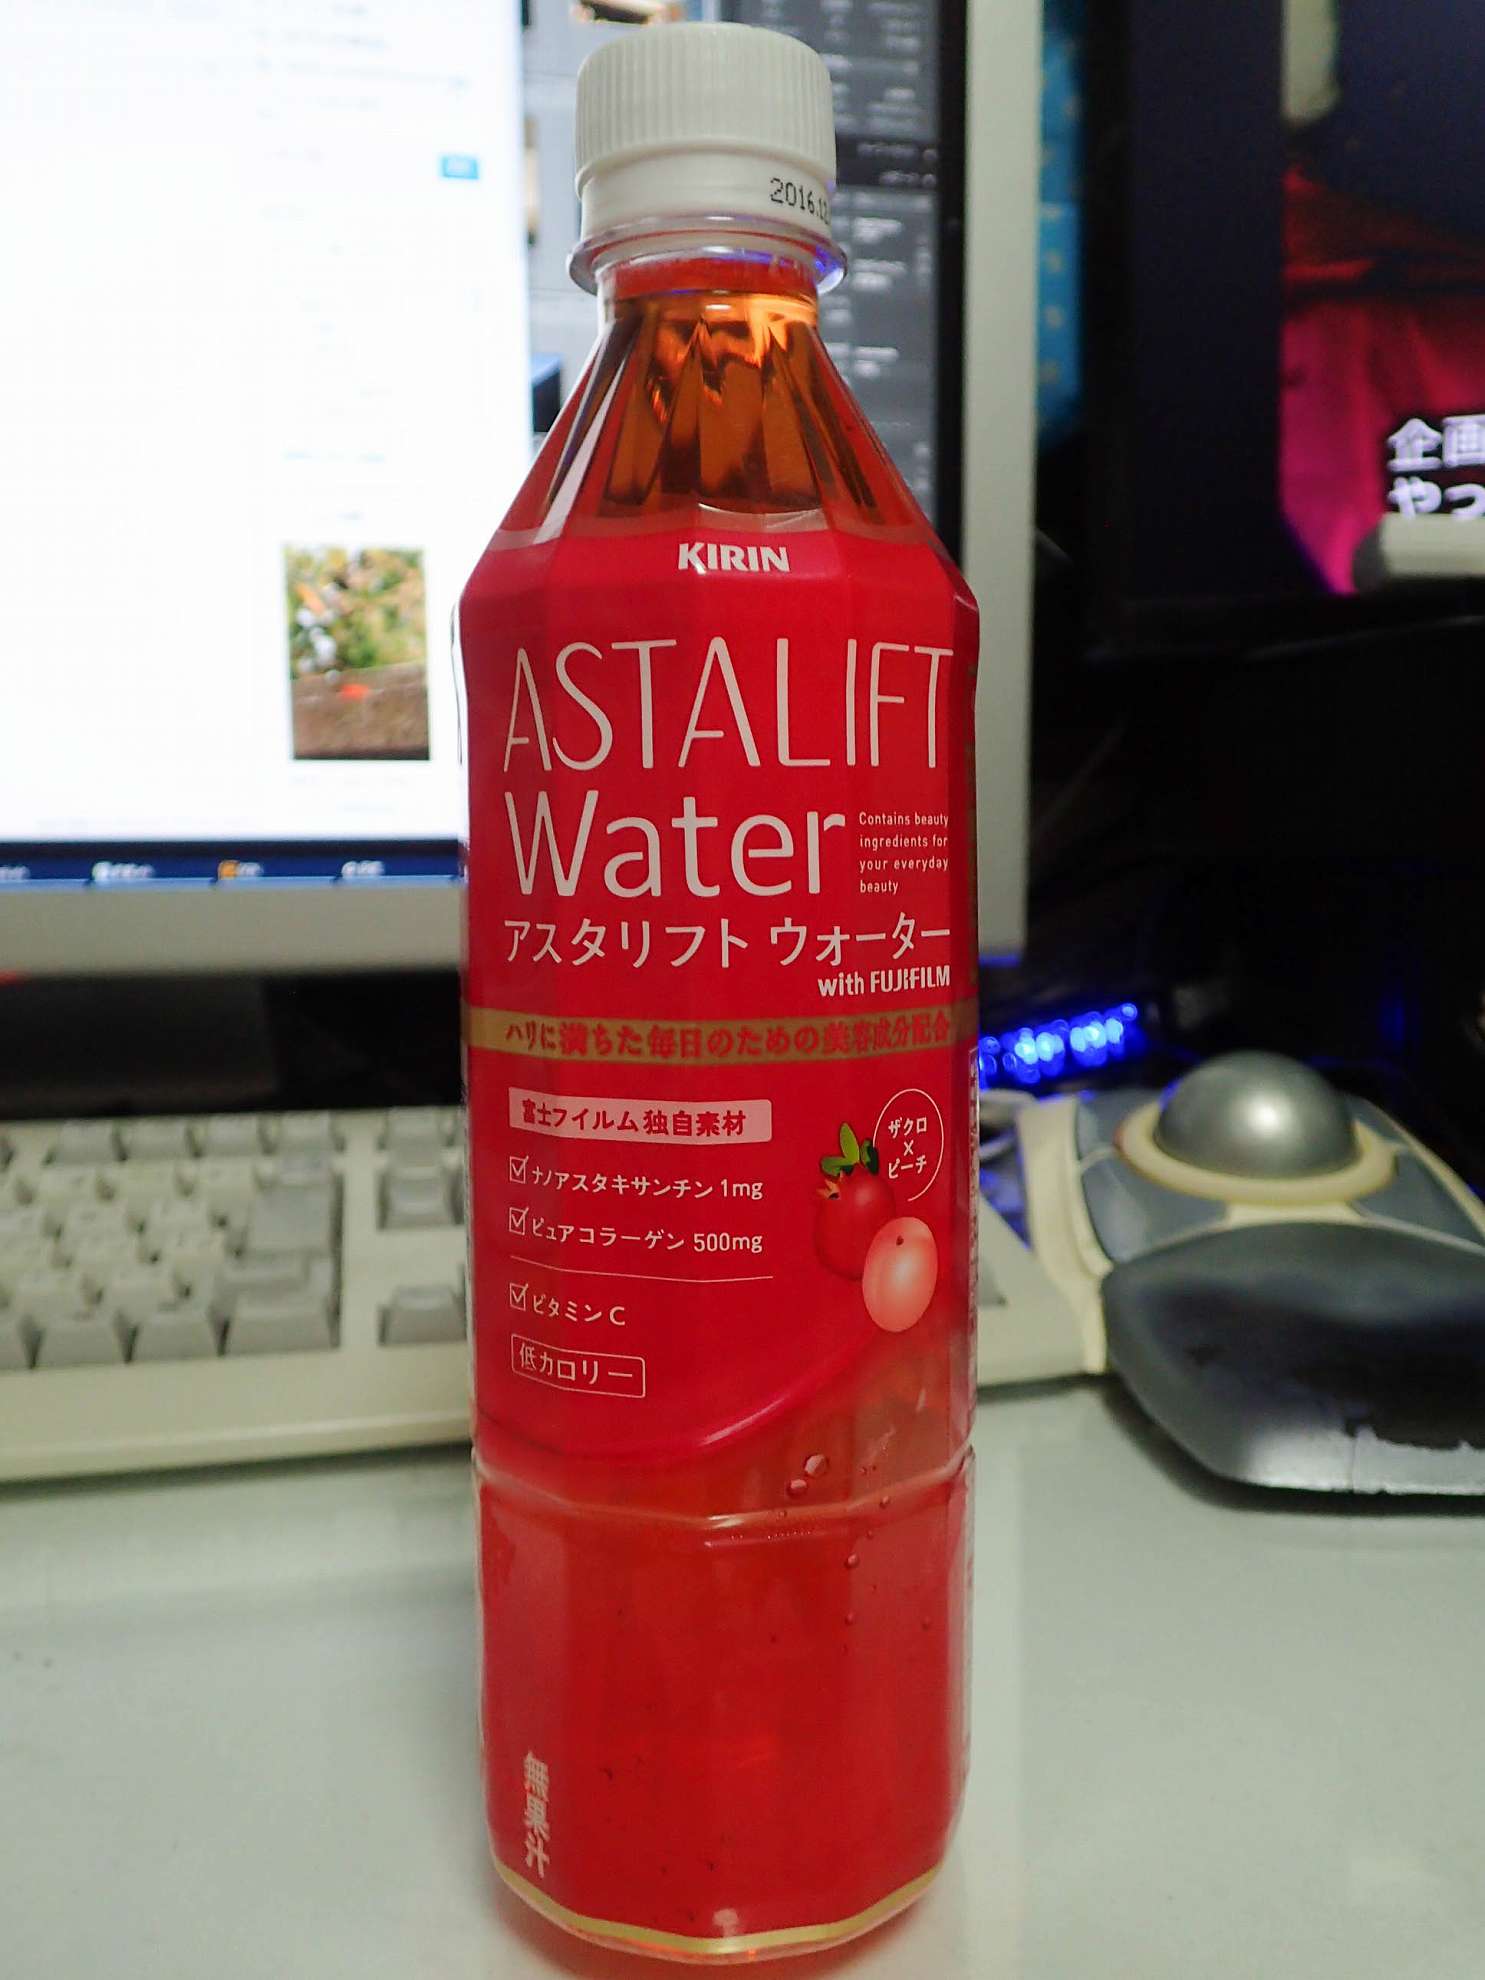 2016.12
KIRIN
ASTALIFT
Water
Contains beauty
ingredients for
your everyday
beauty
アスタリフト ウォーター
with FUJIFILM
ハリに満ちた毎日のための美容成分配合
富士フイルム独自素材
ナノアスタキサンチン 1mg
ピュアコラーゲン 500mg
ビタミンC
低カロリー
ザクロ
×
ピーチ
無果汁
企画
やつ